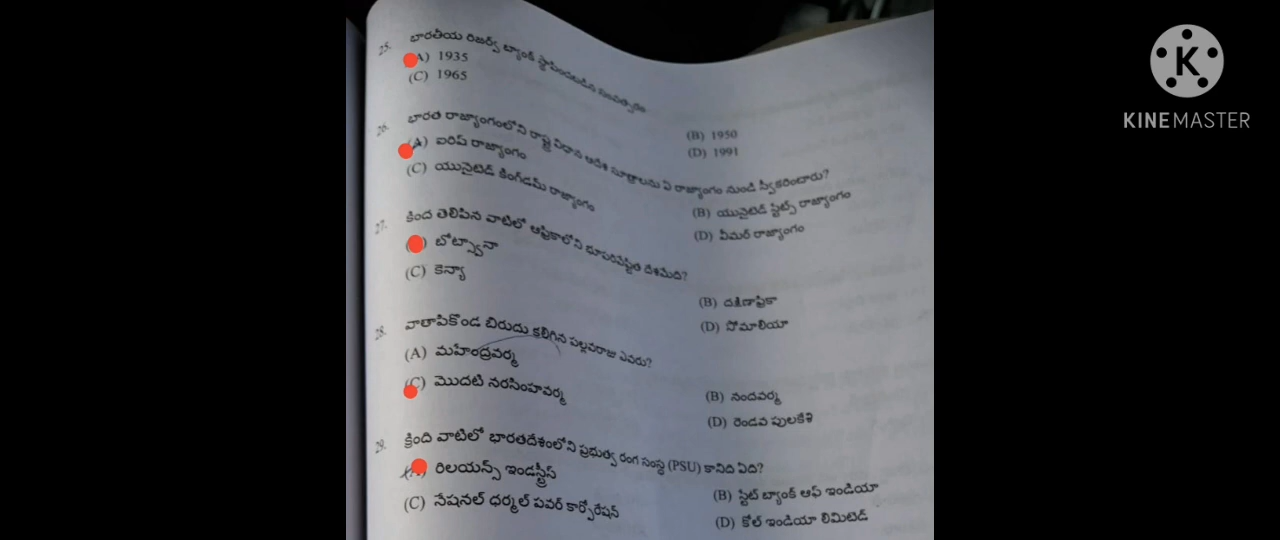 25. భారతీయ రిజర్వ్ బ్యాంక్ స్థాపించబడిన సంవత్సరం
A) 1935
(B) 1950
(C) 1965
(D) 1991
26. భారత రాజ్యాంగంలోని రాష్ట్ర విధాన ఆదేశ సూత్రాలను ఏ రాజ్యాంగం నుండి స్వీకరించారు?
(A) ఐరిష్ రాజ్యాంగం
(B) యునైటెడ్ స్టేట్స్ రాజ్యాంగం
(C) యునైటెడ్ కింగ్‌డమ్ రాజ్యాంగం
(D) వీమర్ రాజ్యాంగం
27. కింద తెలిపిన వాటిలో ఆఫ్రికాలోని భూపరివేష్టిత దేశమేది?
) బోట్స్వానా
(B) దక్షిణాఫ్రికా
(C) కెన్యా
(D) సోమాలియా
28. వాతాపికొండ బిరుదు కలిగిన పల్లవరాజు ఎవరు?
(A) మహేంద్రవర్మ
(B) నందవర్మ
(C) మొదటి నరసింహవర్మ
(D) రెండవ పులకేశి
29. క్రింది వాటిలో భారతదేశంలోని ప్రభుత్వ రంగ సంస్థ (PSU) కానిది ఏది?
(A) రిలయన్స్ ఇండస్ట్రీస్
(B) స్టేట్ బ్యాంక్ ఆఫ్ ఇండియా
(C) నేషనల్ థర్మల్ పవర్ కార్పోరేషన్
(D) కోల్ ఇండియా లిమిటెడ్
K
KINEMASTER